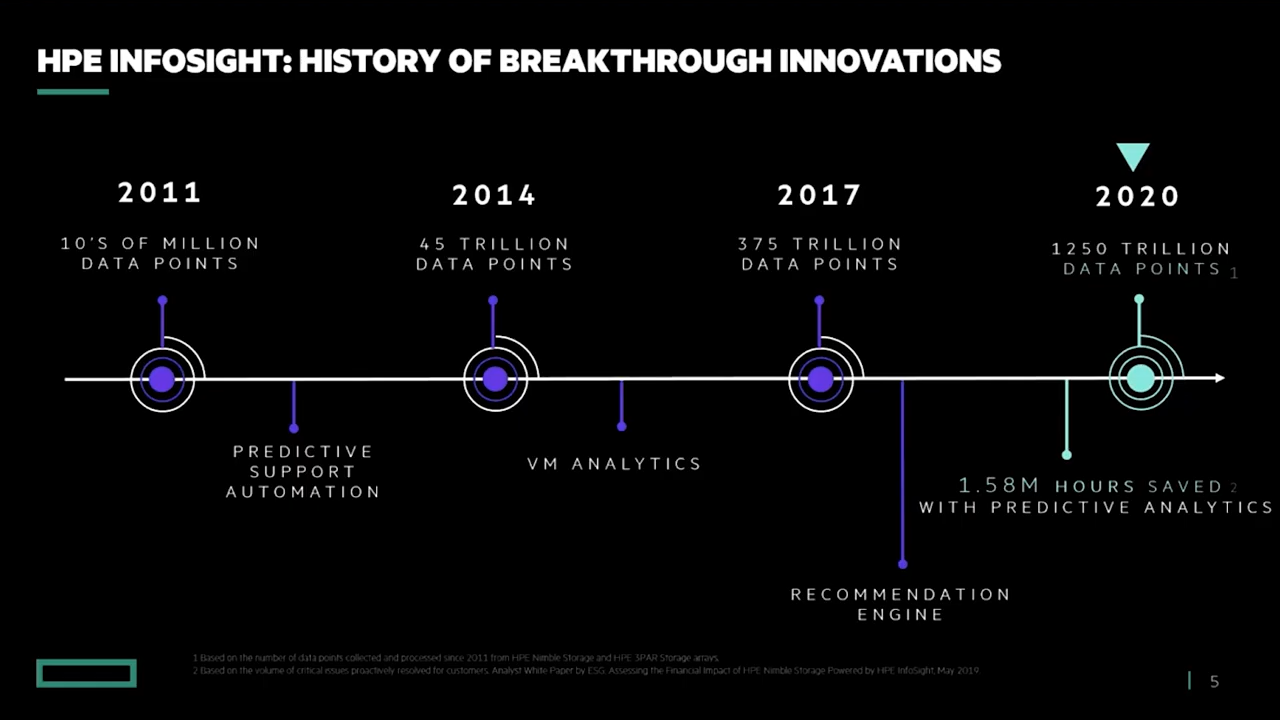 HPE INFOSIGHT: HISTORY OF BREAKTHROUGH INNOVATIONS
2011
10'S OF MILLION
DATA POINTS
2014
45 TRILLION
DATA POINTS
2017
375 TRILLION
DATA POINTS
2020
1250 TRILLION
DATA POINTS 1
PREDICTIVE
SUPPORT
AUTOMATION
VM ANALYTICS
RECOMMENDATION
ENGINE
1.58M HOURS SAVED 2
WITH PREDICTIVE ANALYTICS
1 Based on the number of data points collected and processed since 2011 from HPE Nimble Storage and HPE 3PAR Storage arrays.
2 Based on the volume of critical issues proactively resolved for customers. Analyst White Paper by ESG: Assessing the Financial Impact of HPE Nimble Storage Powered by HPE InfoSight, May 2019.
5